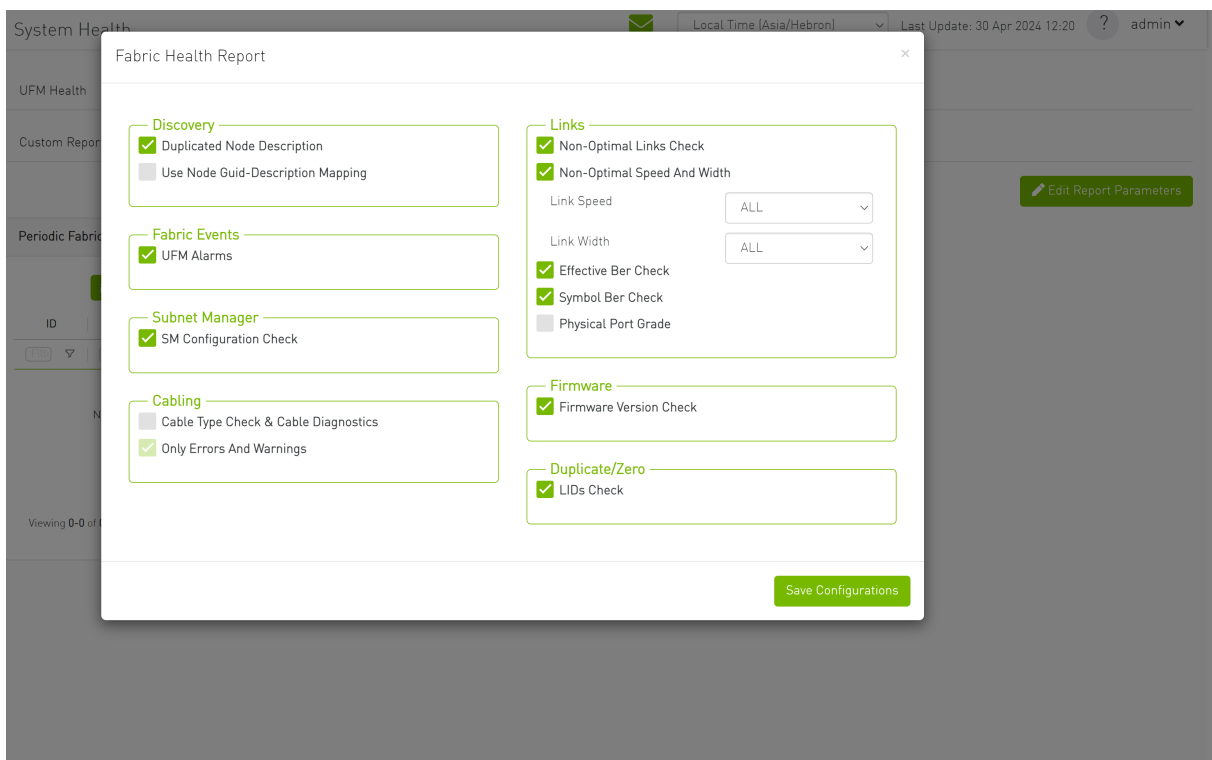 System Health
Local Time (Asia/Hebron)
Last Update: 30 Apr 2024 12:20
?
admin
Fabric Health Report
×
UFM Health
Custom Repor
Edit Report Parameters
Periodic Fabric
ID
Viewing 0-0 of
Discovery
Duplicated Node Description
Use Node Guid-Description Mapping
Fabric Events
UFM Alarms
Subnet Manager
SM Configuration Check
Cabling
Cable Type Check & Cable Diagnostics
Only Errors And Warnings
Links
Non-Optimal Links Check
Non-Optimal Speed And Width
Link Speed
ALL
Link Width
ALL
Effective Ber Check
Symbol Ber Check
Physical Port Grade
Firmware
Firmware Version Check
Duplicate/Zero
LIDs Check
Save Configurations